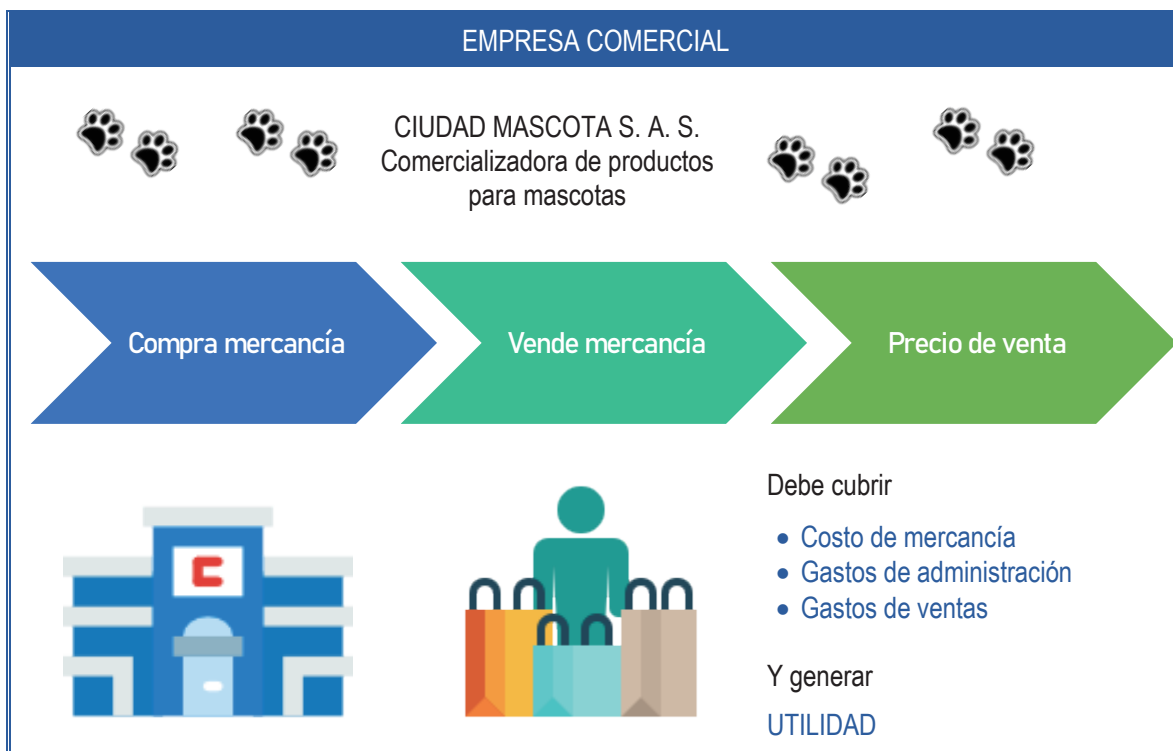 EMPRESA COMERCIAL
CIUDAD MASCOTA S. A. S.
Comercializadora de productos
para mascotas
Compra mercancía
Vende mercancía
Precio de venta
C
Debe cubrir
• Costo de mercancía
• Gastos de administración
• Gastos de ventas
Y generar
UTILIDAD